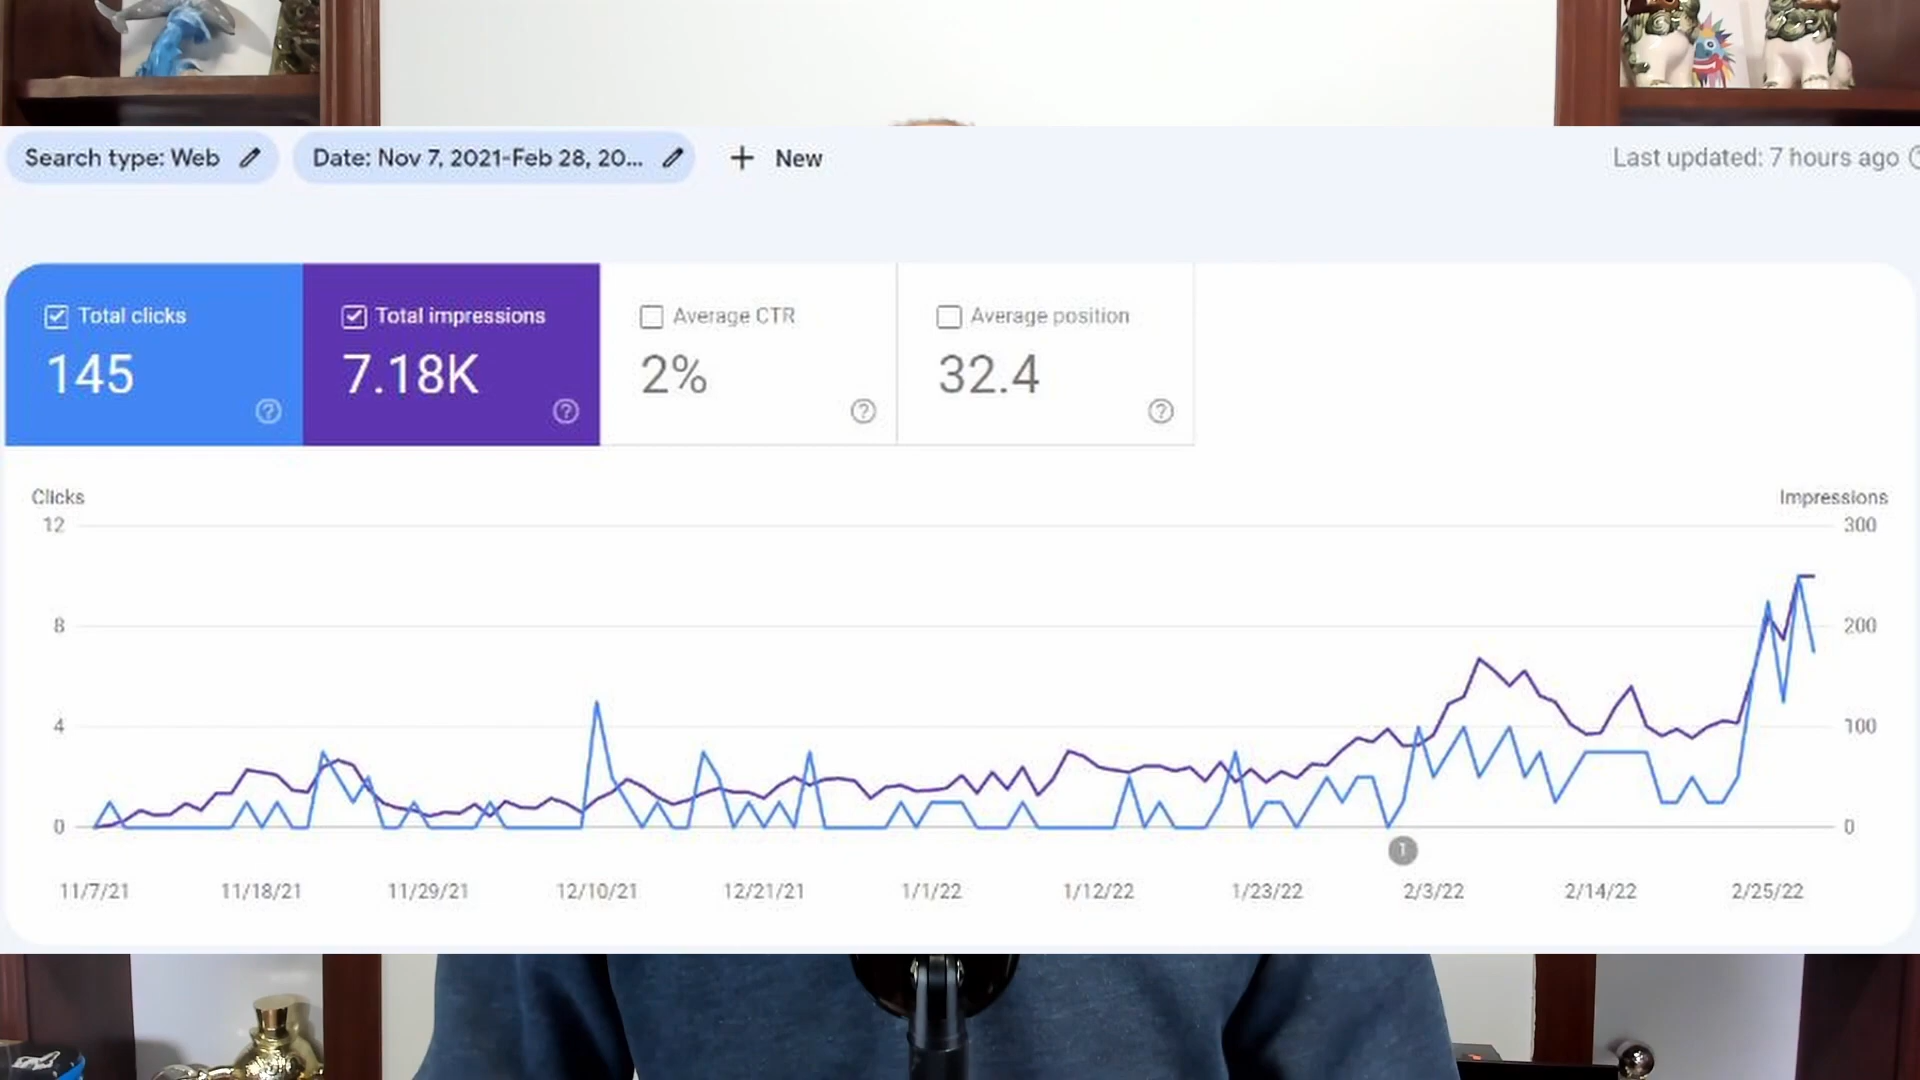 Search type: Web
Date: Nov 7, 2021-Feb 28, 20...
+ New
Last updated: 7 hours ago
Total clicks
145
Total impressions
7.18K
Average CTR
2%
Average position
32.4
Clicks
Impressions
12
300
8
200
4
100
0
0
1
11/7/21
11/18/21
11/29/21
12/10/21
12/21/21
1/1/22
1/12/22
1/23/22
2/3/22
2/14/22
2/25/22